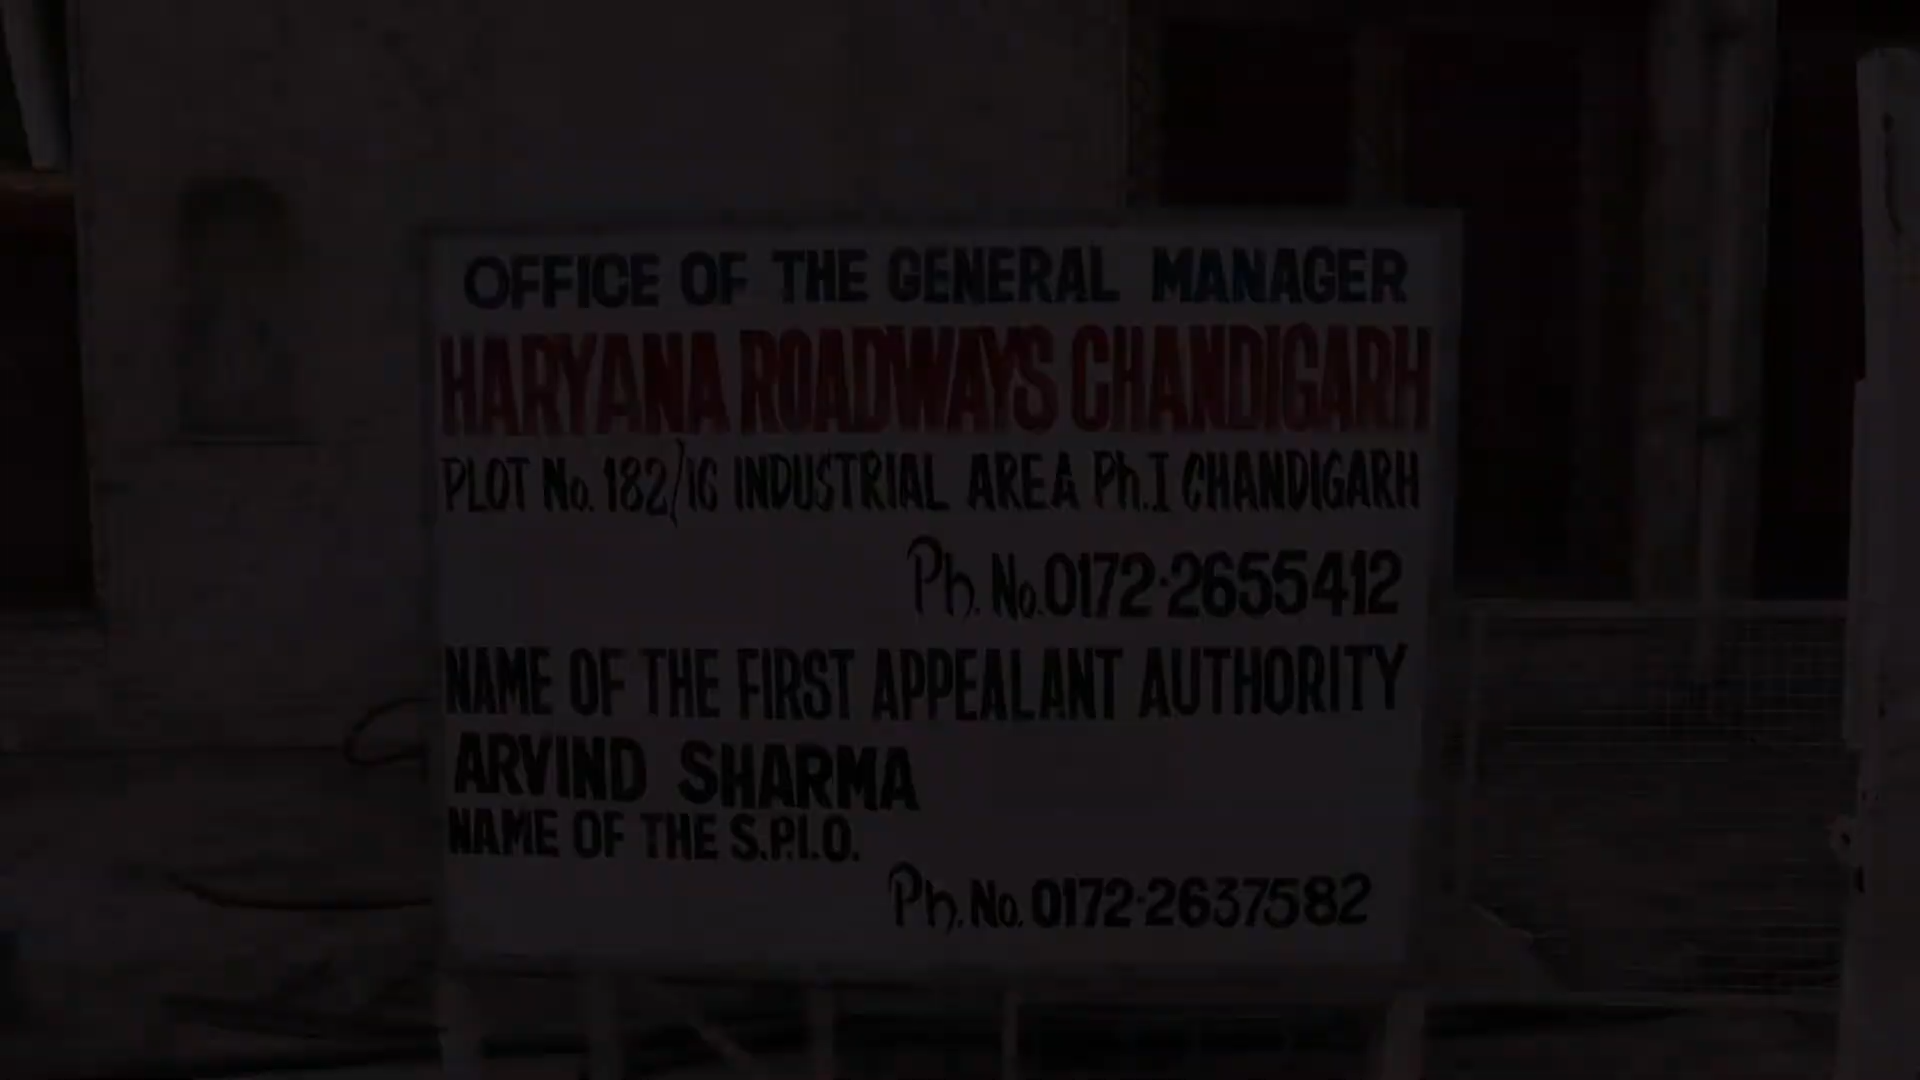 OFFICE OF THE GENERAL MANAGER
HARYANA ROADWAYS CHANDIGARH
PLOT No. 182/16 INDUSTRIAL AREA Ph.I CHANDIGARH
Ph. No. 0172-2655412
NAME OF THE FIRST APPEALANT AUTHORITY
ARVIND SHARMA
NAME OF THE S.P.I.O.
Ph. No. 0172-2637582